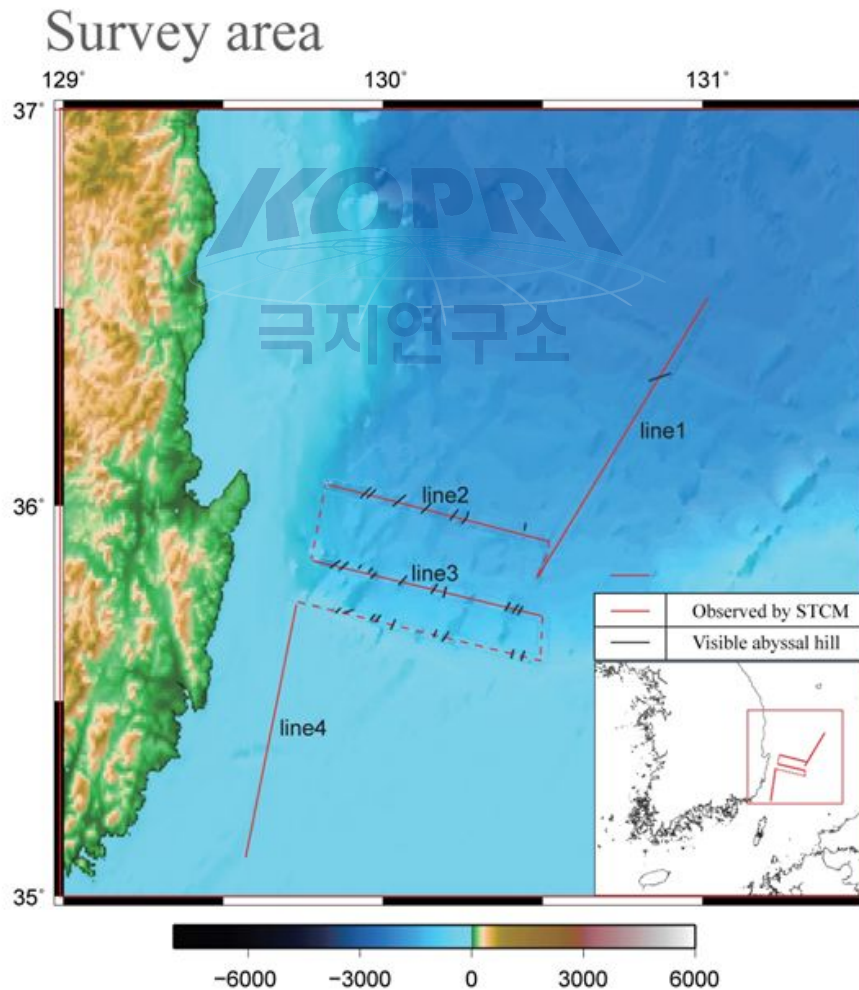 Survey area
129° 130° 131°
37°
KOPRI
극지연구소
line1
36°
line2
line3
Observed by STCM
Visible abyssal hill
line4
35°
−6000 −3000 0 3000 6000